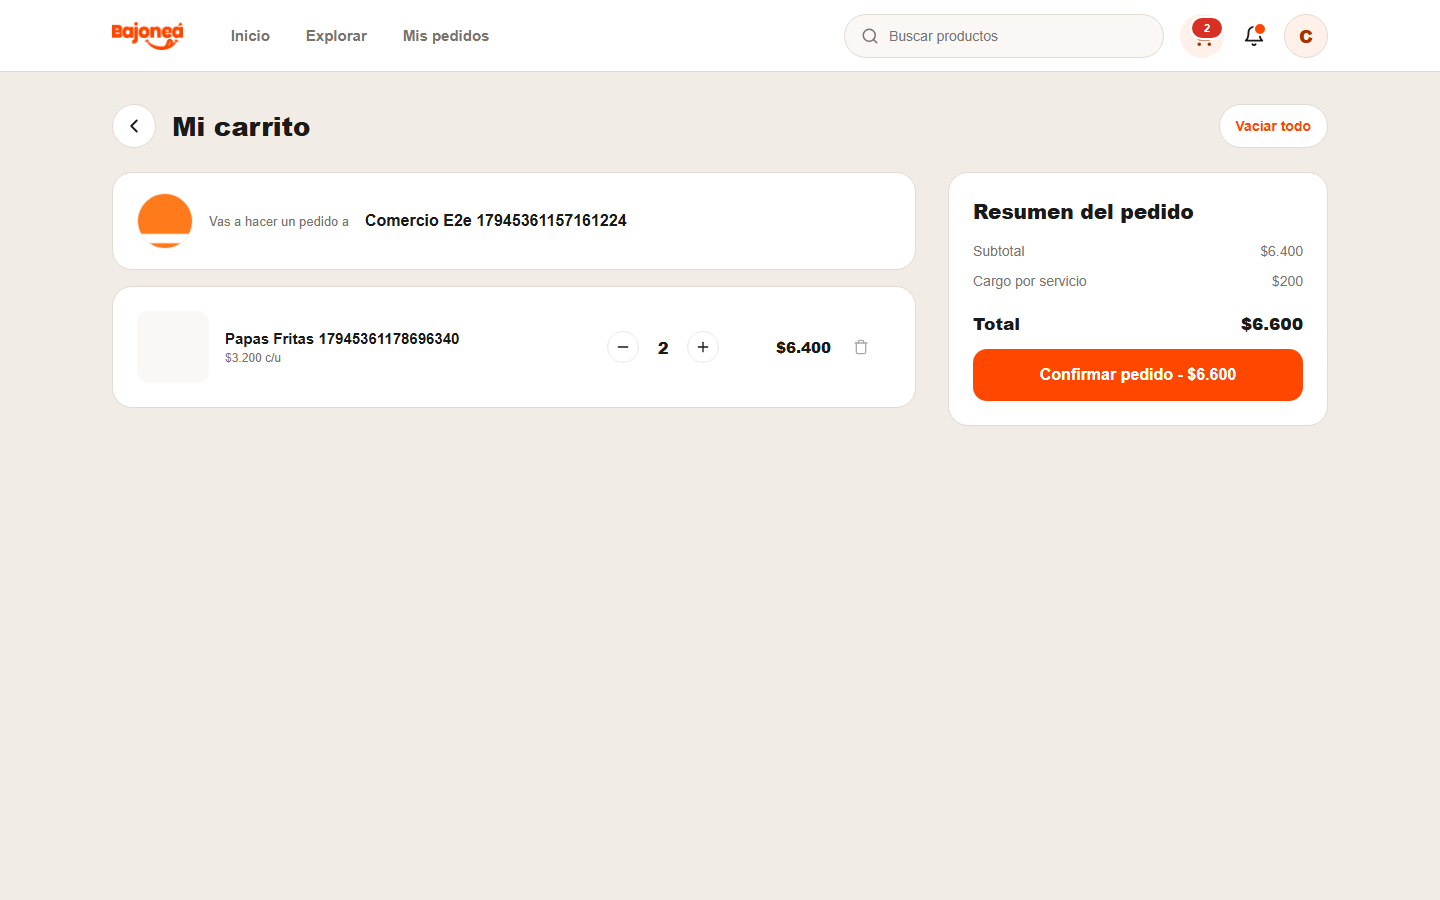 Bajoneá
Inicio
Explorar
Mis pedidos
Buscar productos
2
C
Mi carrito
Vaciar todo
Vas a hacer un pedido a Comercio E2e 17945361157161224
Papas Fritas 17945361178696340
$3.200 c/u
2
$6.400
Resumen del pedido
Subtotal $6.400
Cargo por servicio $200
Total $6.600
Confirmar pedido - $6.600